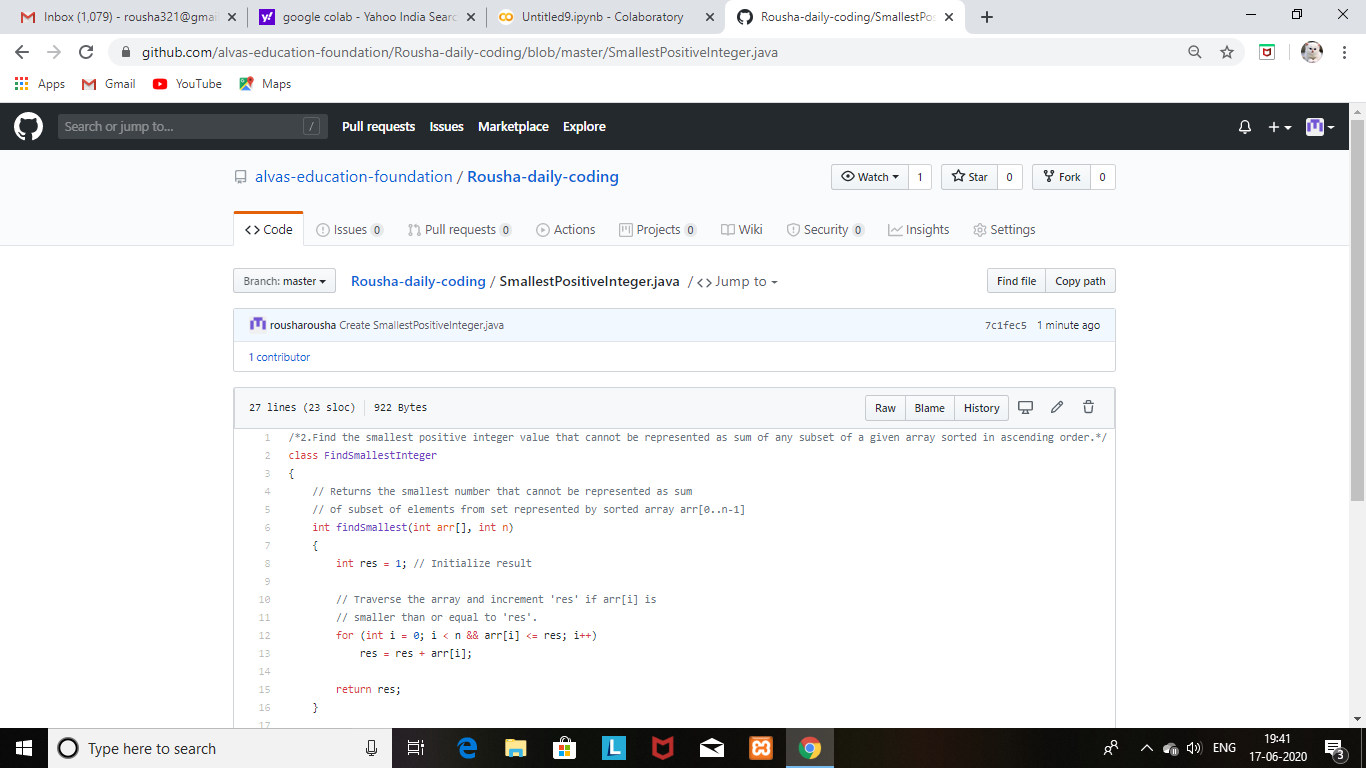 Inbox (1,079) - rousha321@gmai
google colab - Yahoo India Searc
Untitled9.ipynb - Colaboratory
Rousha-daily-coding/SmallestPos
github.com/alvas-education-foundation/Rousha-daily-coding/blob/master/SmallestPositiveInteger.java
Apps Gmail YouTube Maps
Search or jump to... / Pull requests Issues Marketplace Explore
alvas-education-foundation / Rousha-daily-coding Watch 1 Star 0 Fork 0
Code Issues 0 Pull requests 0 Actions Projects 0 Wiki Security 0 Insights Settings
Branch: master Rousha-daily-coding / SmallestPositiveInteger.java / <> Jump to Find file Copy path
rousharousha Create SmallestPositiveInteger.java 7c1fec5 1 minute ago
1 contributor
27 lines (23 sloc) 922 Bytes Raw Blame History
1 /*2.Find the smallest positive integer value that cannot be represented as sum of any subset of a given array sorted in ascending order.*/
2 class FindSmallestInteger
3 {
4 // Returns the smallest number that cannot be represented as sum
5 // of subset of elements from set represented by sorted array arr[0..n-1]
6 int findSmallest(int arr[], int n)
7 {
8 int res = 1; // Initialize result
9
10 // Traverse the array and increment 'res' if arr[i] is
11 // smaller than or equal to 'res'.
12 for (int i = 0; i < n && arr[i] <= res; i++)
13 res = res + arr[i];
14
15 return res;
16 }
17
Type here to search ENG 19:41
17-06-2020 3